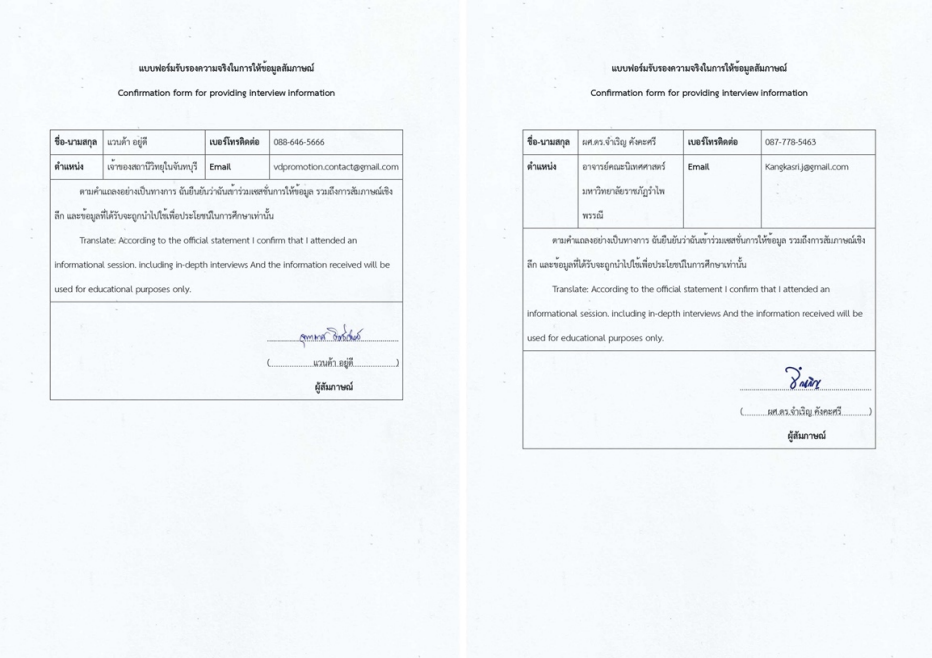 แบบฟอร์มรับรองความจริงในการให้ข้อมูลสัมภาษณ์
Confirmation form for providing interview information
ชื่อ-นามสกุล แวนด้า อยู่ดี เบอร์โทรติดต่อ 088-646-5666
ตำแหน่ง เจ้าของสถานีวิทยุในจันทบุรี Email vdpromotion.contact@gmail.com
ตามคำแถลงอย่างเป็นทางการ ฉันยืนยันว่าฉันเข้าร่วมเซสชั่นการให้ข้อมูล รวมถึงการสัมภาษณ์เชิง
ลึก และข้อมูลที่ได้รับจะถูกนำไปใช้เพื่อประโยชน์ในการศึกษาเท่านั้น
Translate: According to the official statement I confirm that I attended an
informational session. including in-depth interviews And the information received will be
used for educational purposes only.
(....................แวนด้า อยู่ดี....................)
ผู้สัมภาษณ์
แบบฟอร์มรับรองความจริงในการให้ข้อมูลสัมภาษณ์
Confirmation form for providing interview information
ชื่อ-นามสกุล ผศ.ดร.จำเริญ คังคะศรี เบอร์โทรติดต่อ 087-778-5463
ตำแหน่ง อาจารย์คณะนิเทศศาสตร์ Email Kangkasri.j@gmail.com
มหาวิทยาลัยราชภัฏรำไพ
พรรณี
ตามคำแถลงอย่างเป็นทางการ ฉันยืนยันว่าฉันเข้าร่วมเซสชั่นการให้ข้อมูล รวมถึงการสัมภาษณ์เชิง
ลึก และข้อมูลที่ได้รับจะถูกนำไปใช้เพื่อประโยชน์ในการศึกษาเท่านั้น
Translate: According to the official statement I confirm that I attended an
informational session. including in-depth interviews And the information received will be
used for educational purposes only.
(..........ผศ.ดร.จำเริญ คังคะศรี............)
ผู้สัมภาษณ์